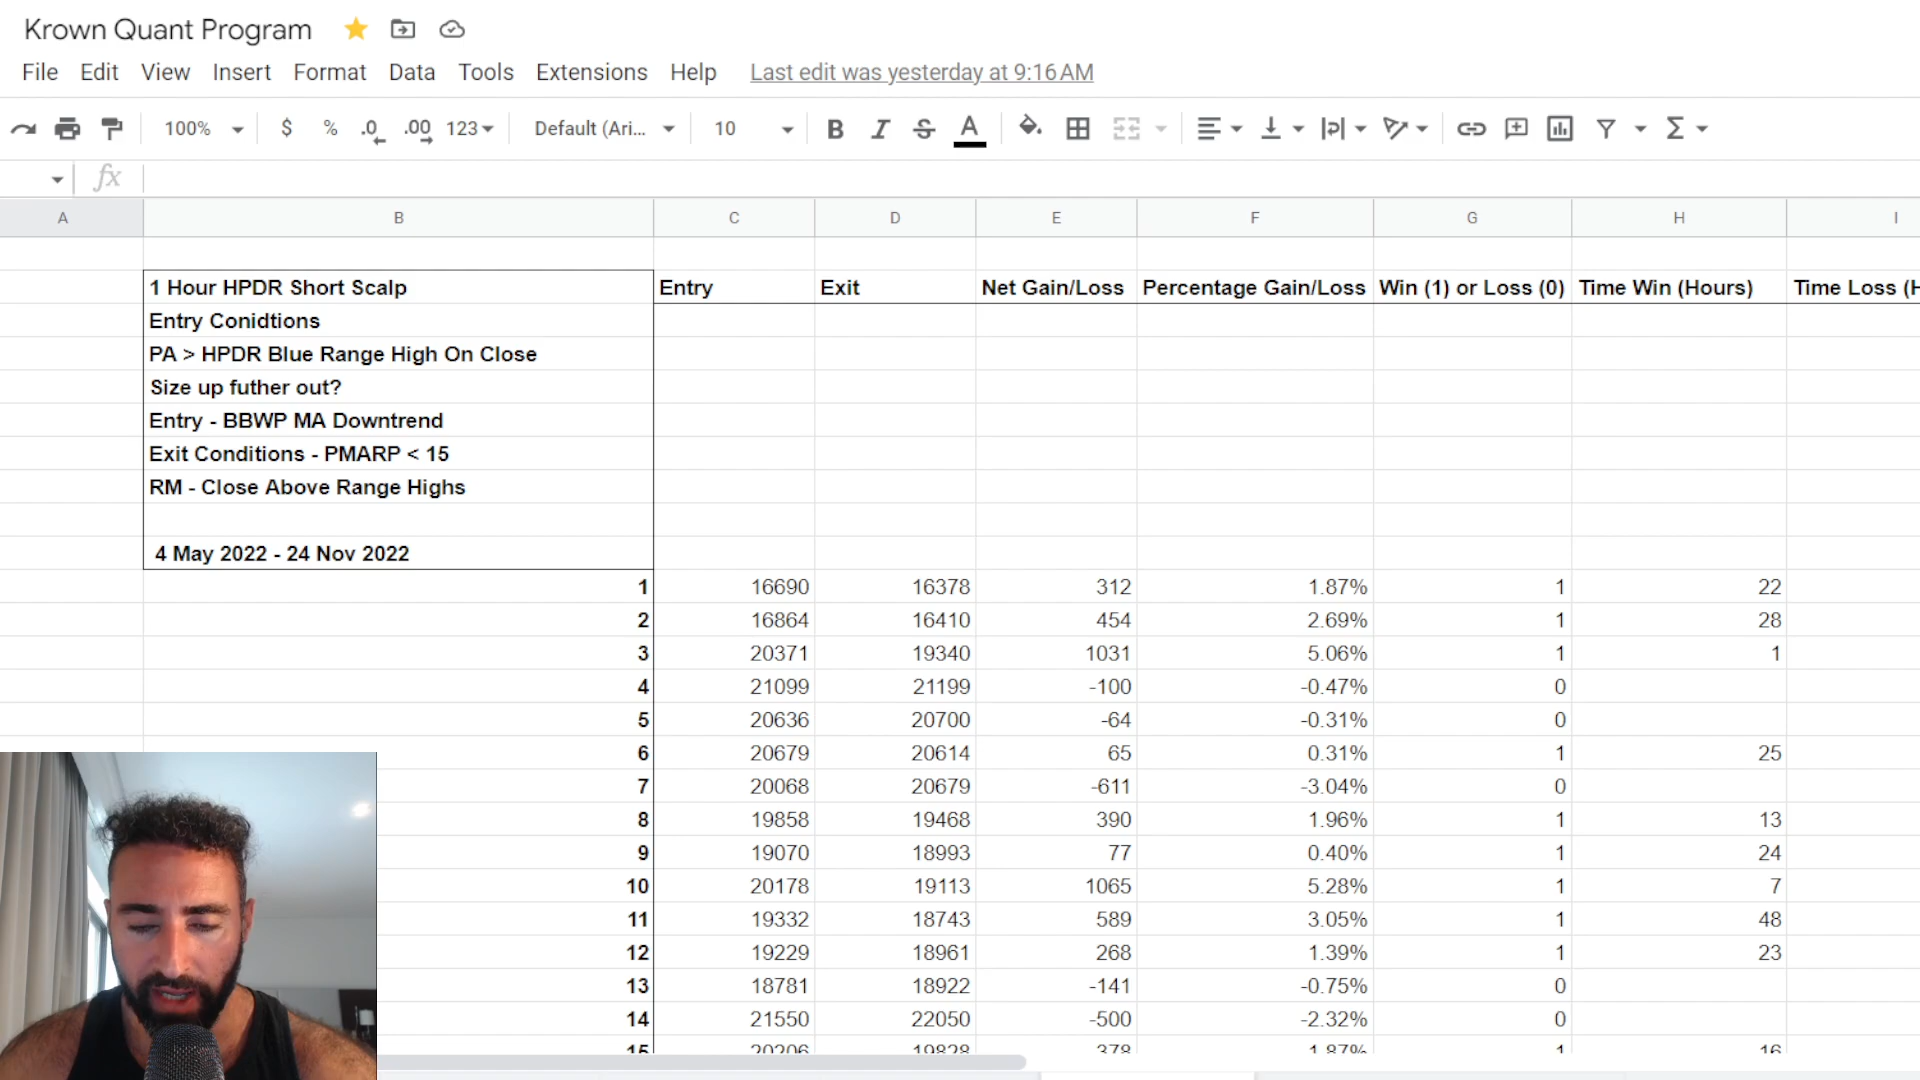 Krown Quant Program
File Edit View Insert Format Data Tools Extensions Help Last edit was yesterday at 9:16 AM
100% $ % .0 .00 123 Default (Ari... 10 B I S A Σ
fx
A B C D E F G H I
1 Hour HPDR Short Scalp Entry Exit Net Gain/Loss Percentage Gain/Loss Win (1) or Loss (0) Time Win (Hours) Time Loss (H
Entry Conidtions
PA > HPDR Blue Range High On Close
Size up futher out?
Entry - BBWP MA Downtrend
Exit Conditions - PMARP < 15
RM - Close Above Range Highs
4 May 2022 - 24 Nov 2022
1 16690 16378 312 1.87% 1 22
2 16864 16410 454 2.69% 1 28
3 20371 19340 1031 5.06% 1 1
4 21099 21199 -100 -0.47% 0
5 20636 20700 -64 -0.31% 0
6 20679 20614 65 0.31% 1 25
7 20068 20679 -611 -3.04% 0
8 19858 19468 390 1.96% 1 13
9 19070 18993 77 0.40% 1 24
10 20178 19113 1065 5.28% 1 7
11 19332 18743 589 3.05% 1 48
12 19229 18961 268 1.39% 1 23
13 18781 18922 -141 -0.75% 0
14 21550 22050 -500 -2.32% 0
15 20206 19828 378 1.87% 1 16